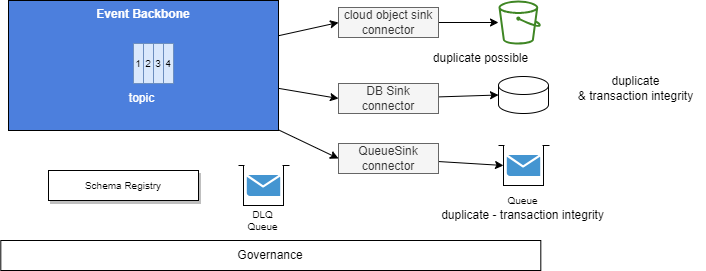 Event Backbone
1 2 3 4
topic
cloud object sink
connector
duplicate possible
DB Sink
connector
duplicate
& transaction integrity
QueueSink
connector
Queue
duplicate - transaction integrity
Schema Registry
DLQ
Queue
Governance